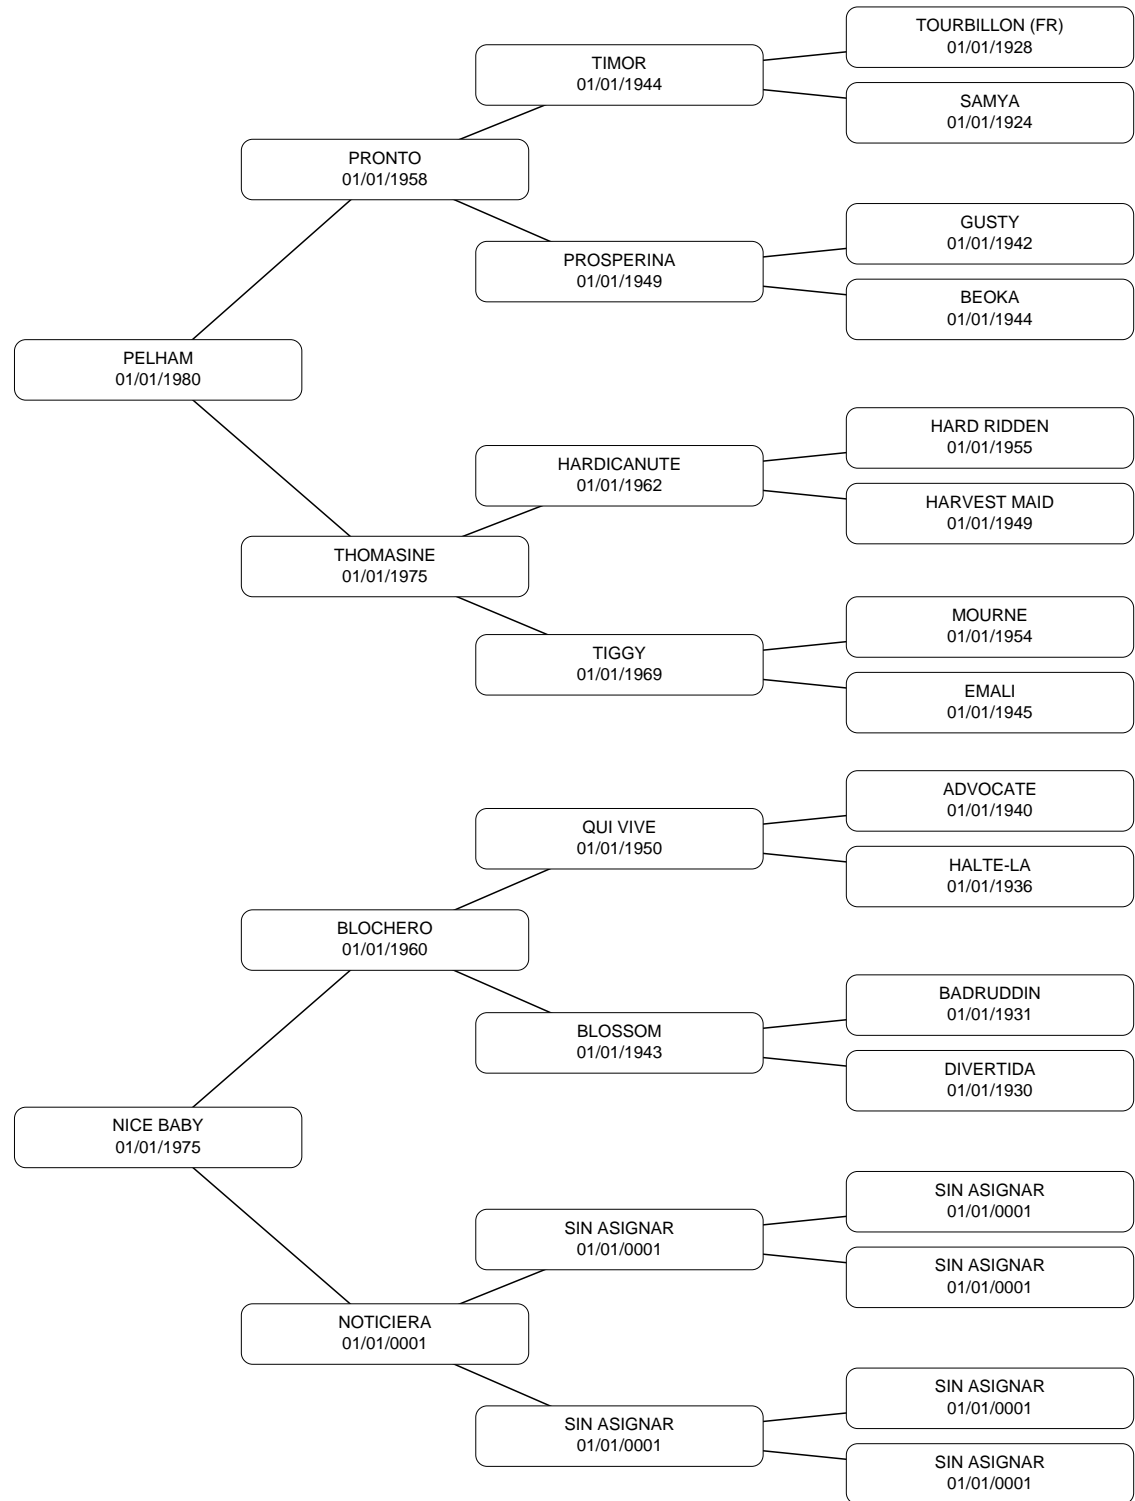 TOURBILLON (FR)
01/01/1928
TIMOR
01/01/1944
SAMYA
01/01/1924
PRONTO
01/01/1958
GUSTY
01/01/1942
PROSPERINA
01/01/1949
BEOKA
01/01/1944
PELHAM
01/01/1980
HARD RIDDEN
01/01/1955
HARDICANUTE
01/01/1962
HARVEST MAID
01/01/1949
THOMASINE
01/01/1975
MOURNE
01/01/1954
TIGGY
01/01/1969
EMALI
01/01/1945
ADVOCATE
01/01/1940
QUI VIVE
01/01/1950
HALTE-LA
01/01/1936
BLOCHERO
01/01/1960
BADRUDDIN
01/01/1931
BLOSSOM
01/01/1943
DIVERTIDA
01/01/1930
NICE BABY
01/01/1975
SIN ASIGNAR
01/01/0001
SIN ASIGNAR
01/01/0001
SIN ASIGNAR
01/01/0001
NOTICIERA
01/01/0001
SIN ASIGNAR
01/01/0001
SIN ASIGNAR
01/01/0001
SIN ASIGNAR
01/01/0001